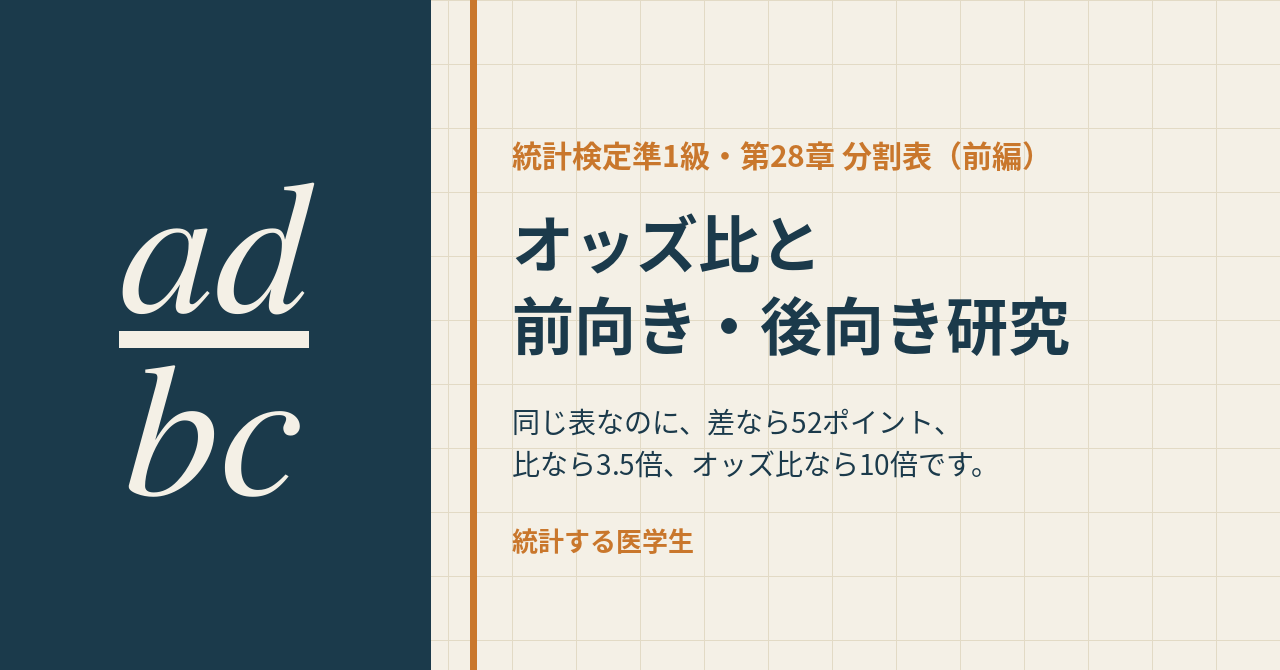 ad
bc
統計検定準1級・第28章 分割表（前編）
オッズ比と
前向き・後向き研究
同じ表なのに、差なら52ポイント、
比なら3.5倍、オッズ比なら10倍です。
統計する医学生